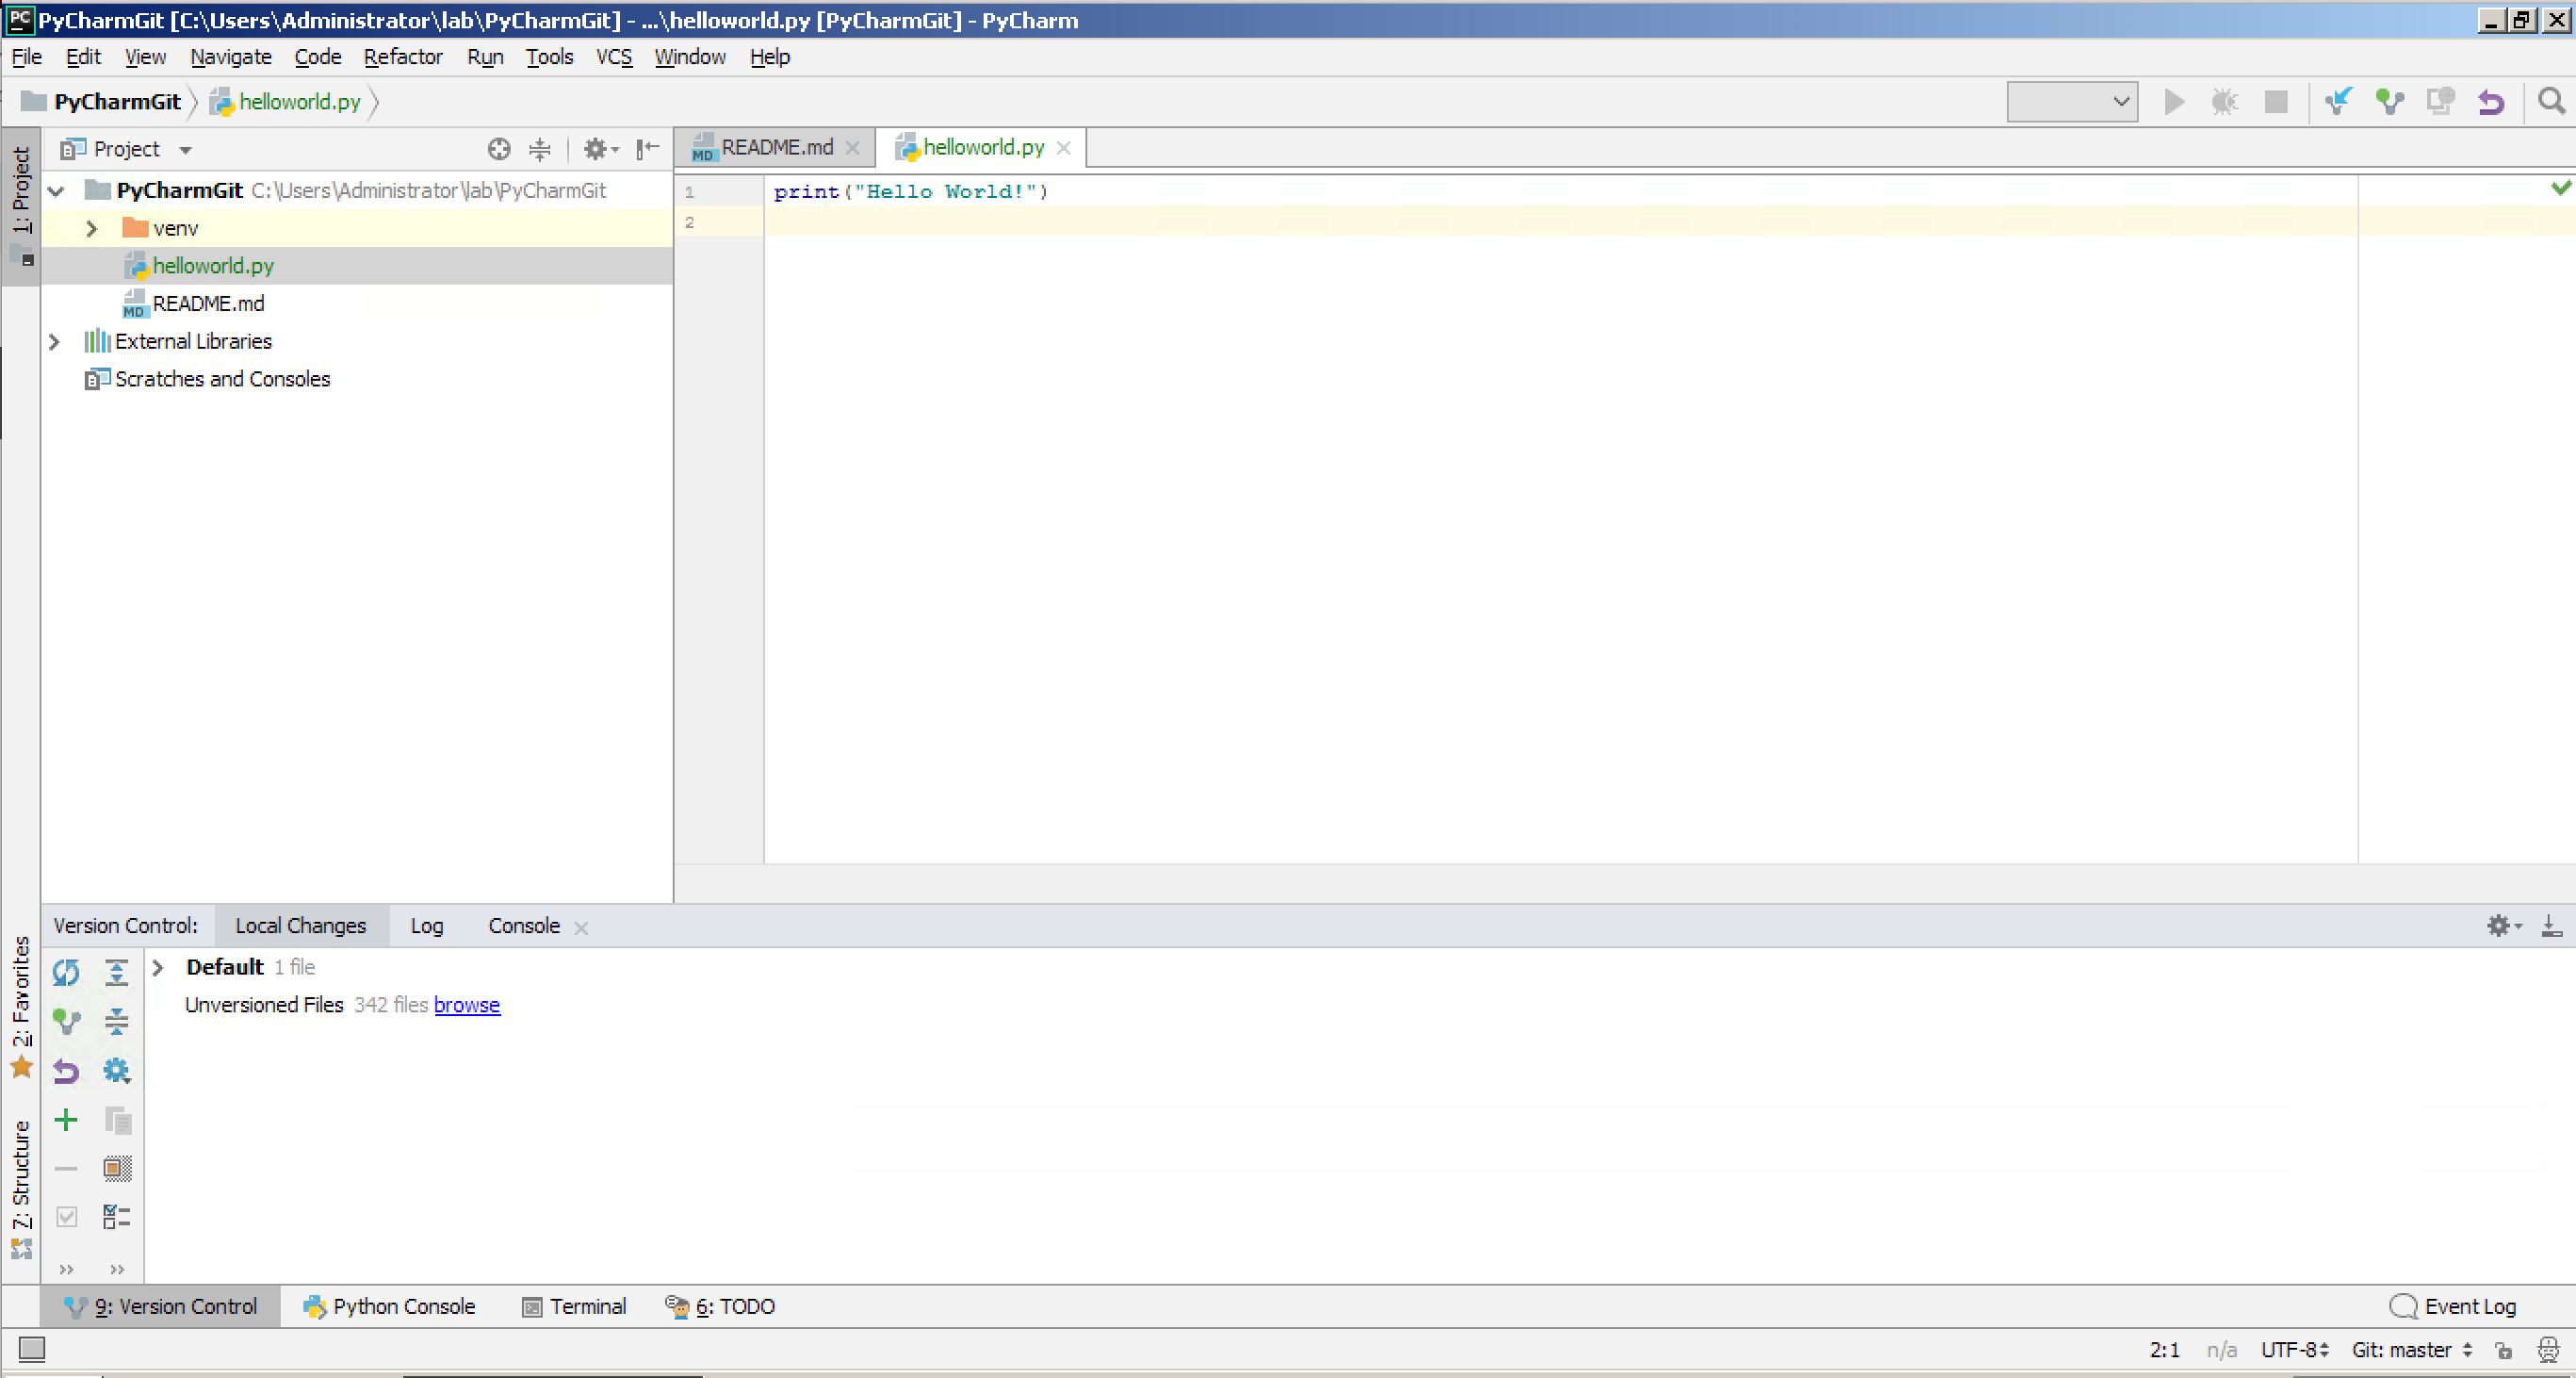 PC PyCharmGit [C:\Users\Administrator\lab\PyCharmGit] - ...\helloworld.py [PyCharmGit] - PyCharm
File Edit View Navigate Code Refactor Run Tools VCS Window Help
PyCharmGit helloworld.py
1: Project
Project
PyCharmGit C:\Users\Administrator\lab\PyCharmGit
venv
helloworld.py
MD README.md
External Libraries
Scratches and Consoles
MD README.md helloworld.py
1 print("Hello World!")
2
2: Favorites
7: Structure
Version Control: Local Changes Log Console
Default 1 file
Unversioned Files 342 files browse
9: Version Control Python Console Terminal 6: TODO Event Log
2:1 n/a UTF-8 Git: master